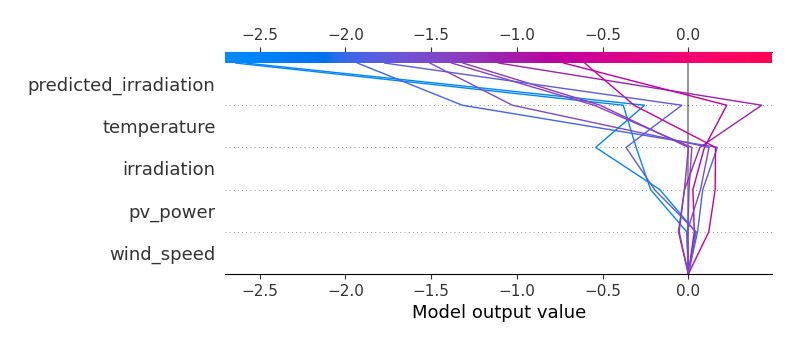 −2.5 −2.0 −1.5 −1.0 −0.5 0.0
predicted_irradiation
temperature
irradiation
pv_power
wind_speed
−2.5 −2.0 −1.5 −1.0 −0.5 0.0
Model output value